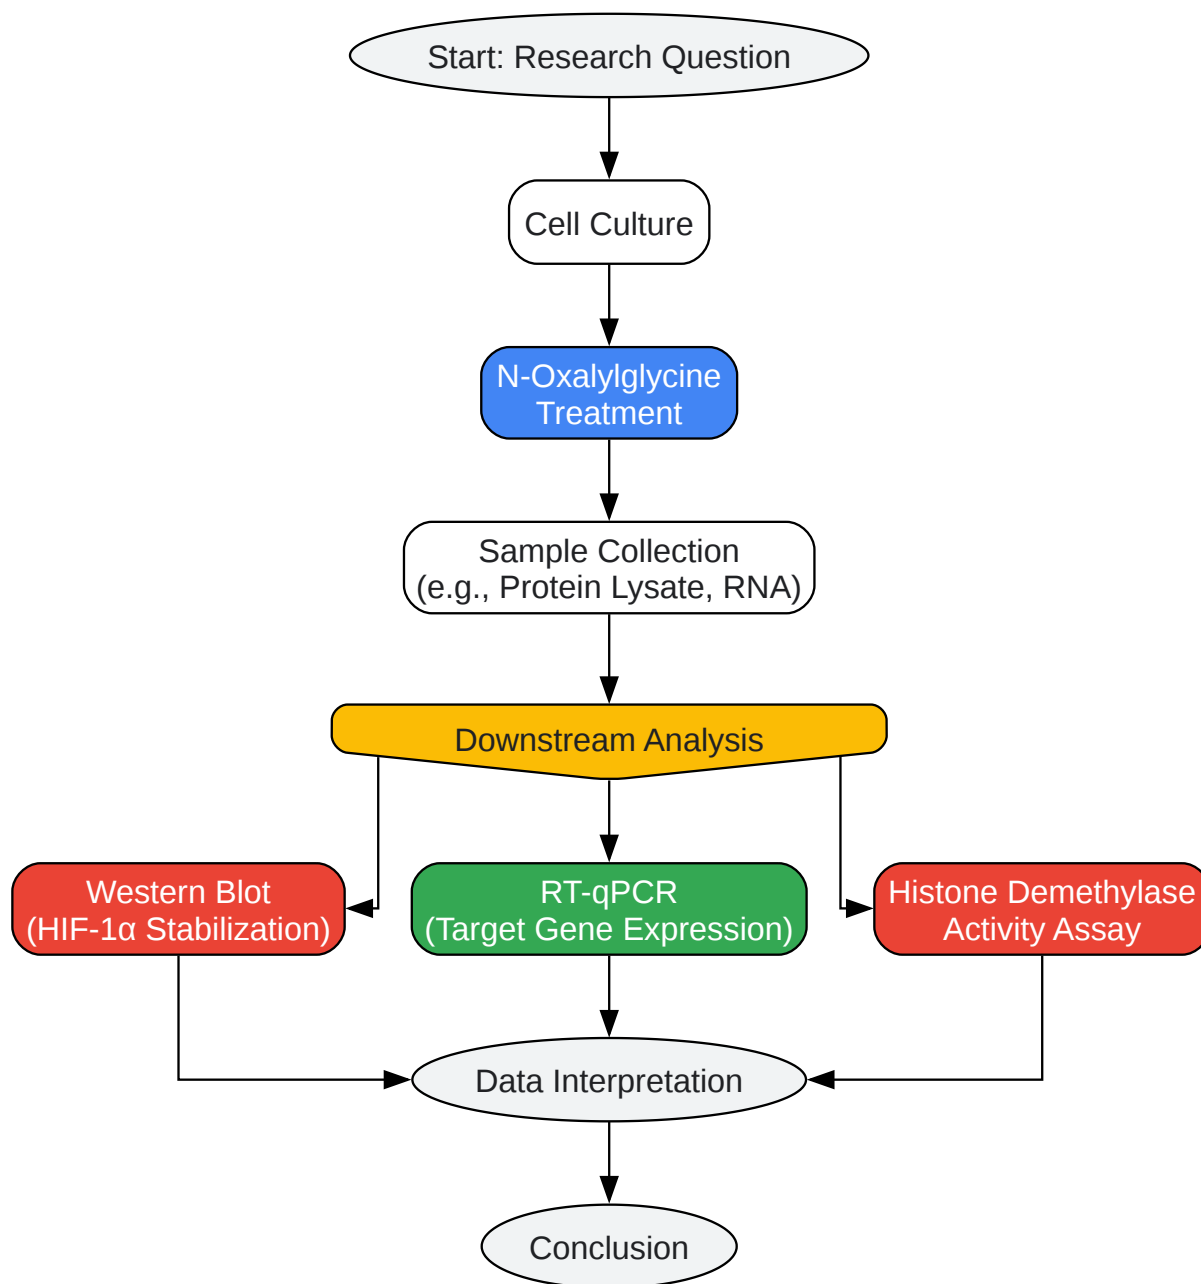 Start: Research Question
Cell Culture
N-Oxalylglycine
Treatment
Sample Collection
(e.g., Protein Lysate, RNA)
Downstream Analysis
Western Blot
(HIF-1α Stabilization)
RT-qPCR
(Target Gene Expression)
Histone Demethylase
Activity Assay
Data Interpretation
Conclusion